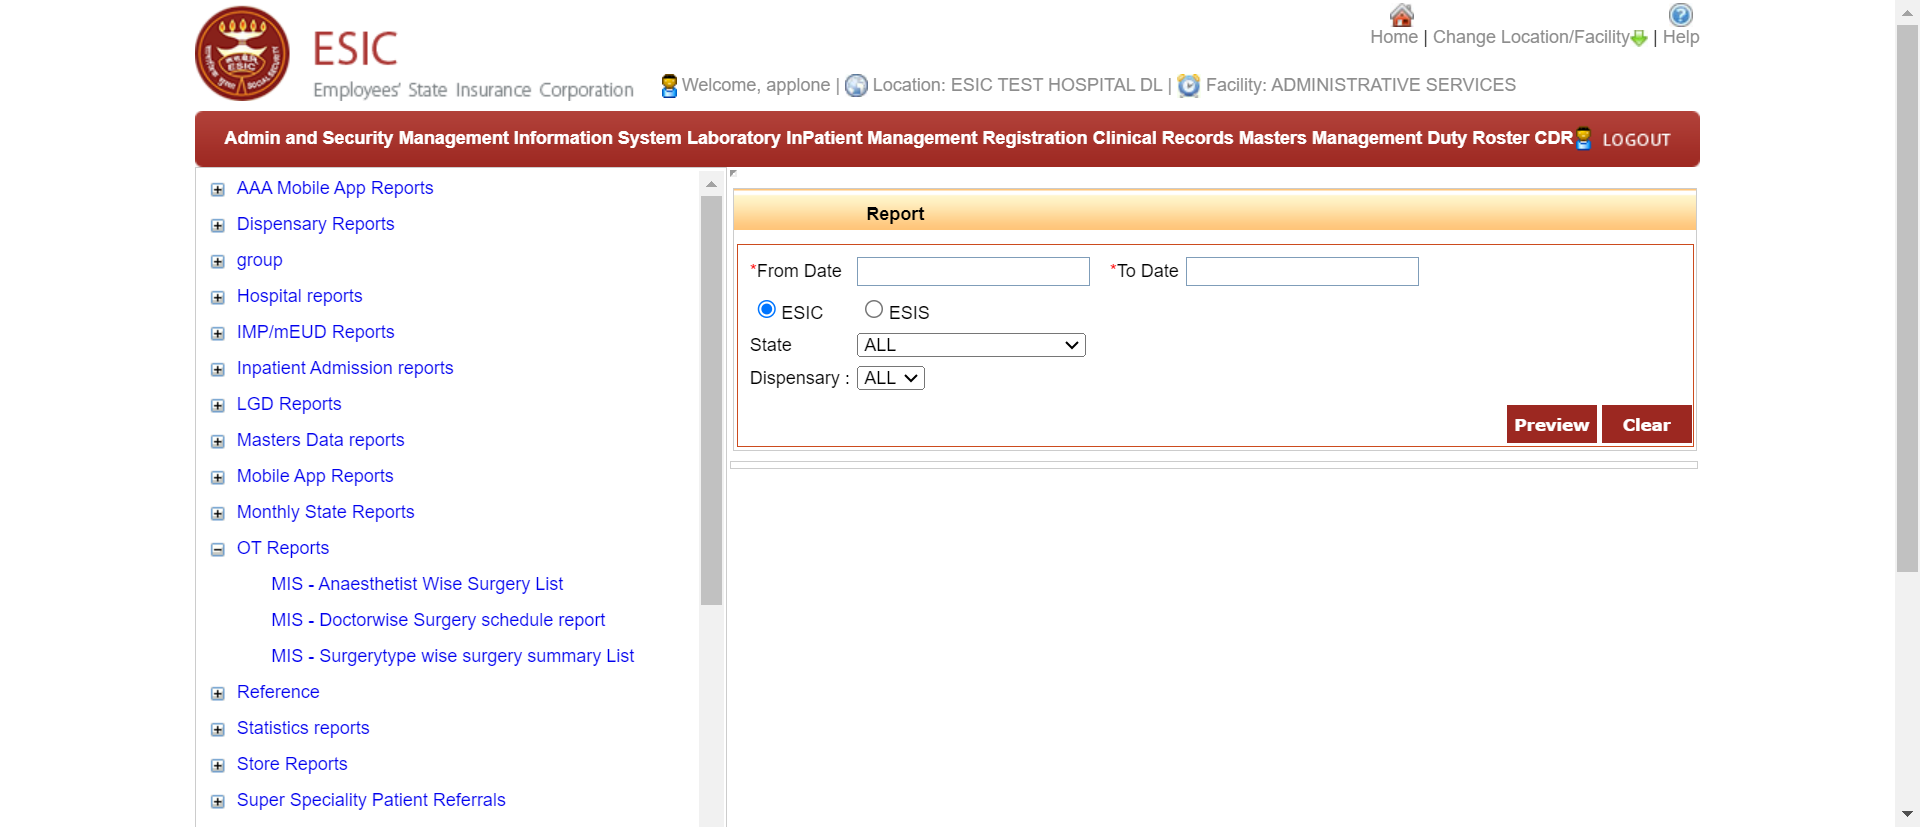 Home | Change Location/Facility | Help
ESIC
Employees' State Insurance Corporation
Welcome, applone | Location: ESIC TEST HOSPITAL DL | Facility: ADMINISTRATIVE SERVICES
Admin and Security Management Information System Laboratory InPatient Management Registration Clinical Records Masters Management Duty Roster CDR LOGOUT
AAA Mobile App Reports
Dispensary Reports
group
Hospital reports
IMP/mEUD Reports
Inpatient Admission reports
LGD Reports
Masters Data reports
Mobile App Reports
Monthly State Reports
OT Reports
MIS - Anaesthetist Wise Surgery List
MIS - Doctorwise Surgery schedule report
MIS - Surgerytype wise surgery summary List
Reference
Statistics reports
Store Reports
Super Speciality Patient Referrals
Report
*From Date *To Date
ESIC ESIS
State ALL
Dispensary : ALL
Preview Clear